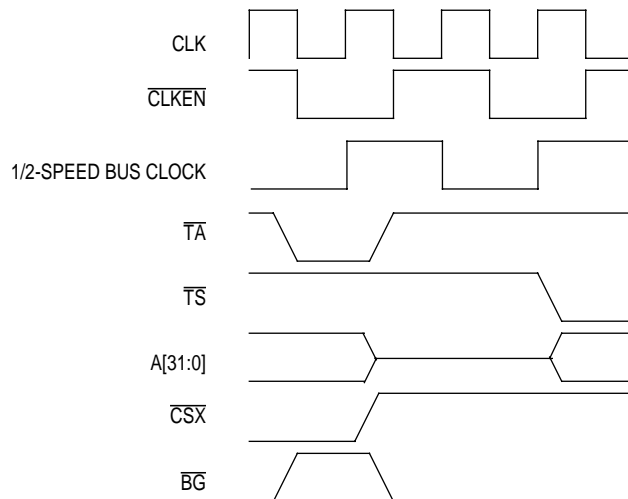 CLK
CLKEN
1/2-SPEED BUS CLOCK
TA
TS
A[31:0]
CSX
BG